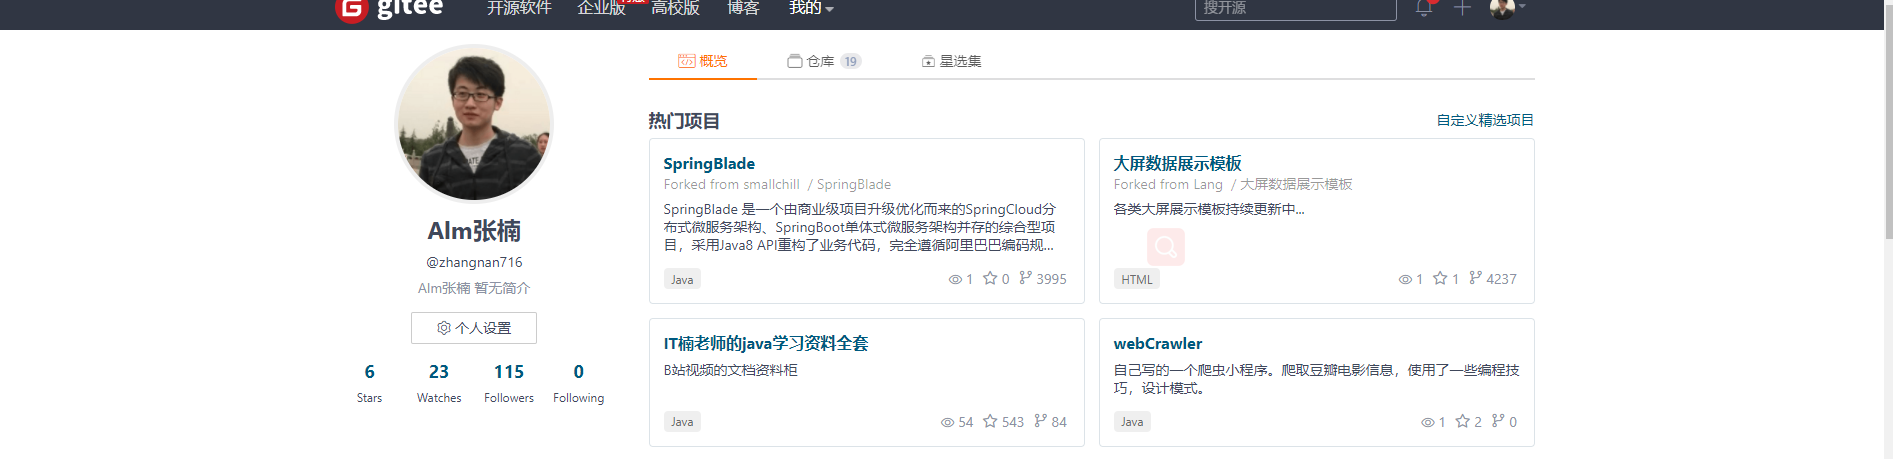 gitee 开源软件 企业版 高校版 博客 我的 搜开源
概览 仓库 19 星选集
热门项目 自定义精选项目
SpringBlade
Forked from smallchill / SpringBlade
SpringBlade 是一个由商业级项目升级优化而来的SpringCloud分
布式微服务架构、SpringBoot单体式微服务架构并存的综合型项
目，采用Java8 API重构了业务代码，完全遵循阿里巴巴编码规...
Java 1 0 3995
大屏数据展示模板
Forked from Lang / 大屏数据展示模板
各类大屏展示模板持续更新中...
HTML 1 1 4237
IT楠老师的java学习资料全套
B站视频的文档资料柜
Java 54 543 84
webCrawler
自己写的一个爬虫小程序。爬取豆瓣电影信息，使用了一些编程技
巧，设计模式。
Java 1 2 0
Alm张楠
@zhangnan716
Alm张楠 暂无简介
个人设置
6 23 115 0
Stars Watches Followers Following